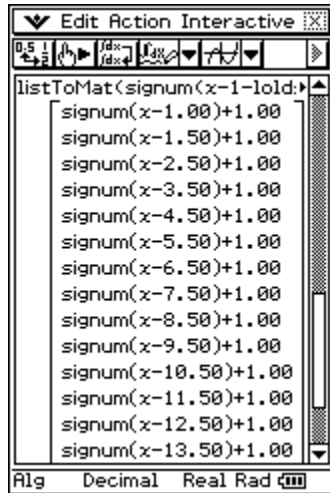 Edit Action Interactive
listToMat(signum(x-1-lold:
signum(x-1.00)+1.00
signum(x-1.50)+1.00
signum(x-2.50)+1.00
signum(x-3.50)+1.00
signum(x-4.50)+1.00
signum(x-5.50)+1.00
signum(x-6.50)+1.00
signum(x-7.50)+1.00
signum(x-8.50)+1.00
signum(x-9.50)+1.00
signum(x-10.50)+1.00
signum(x-11.50)+1.00
signum(x-12.50)+1.00
signum(x-13.50)+1.00
Alg Decimal Real Rad